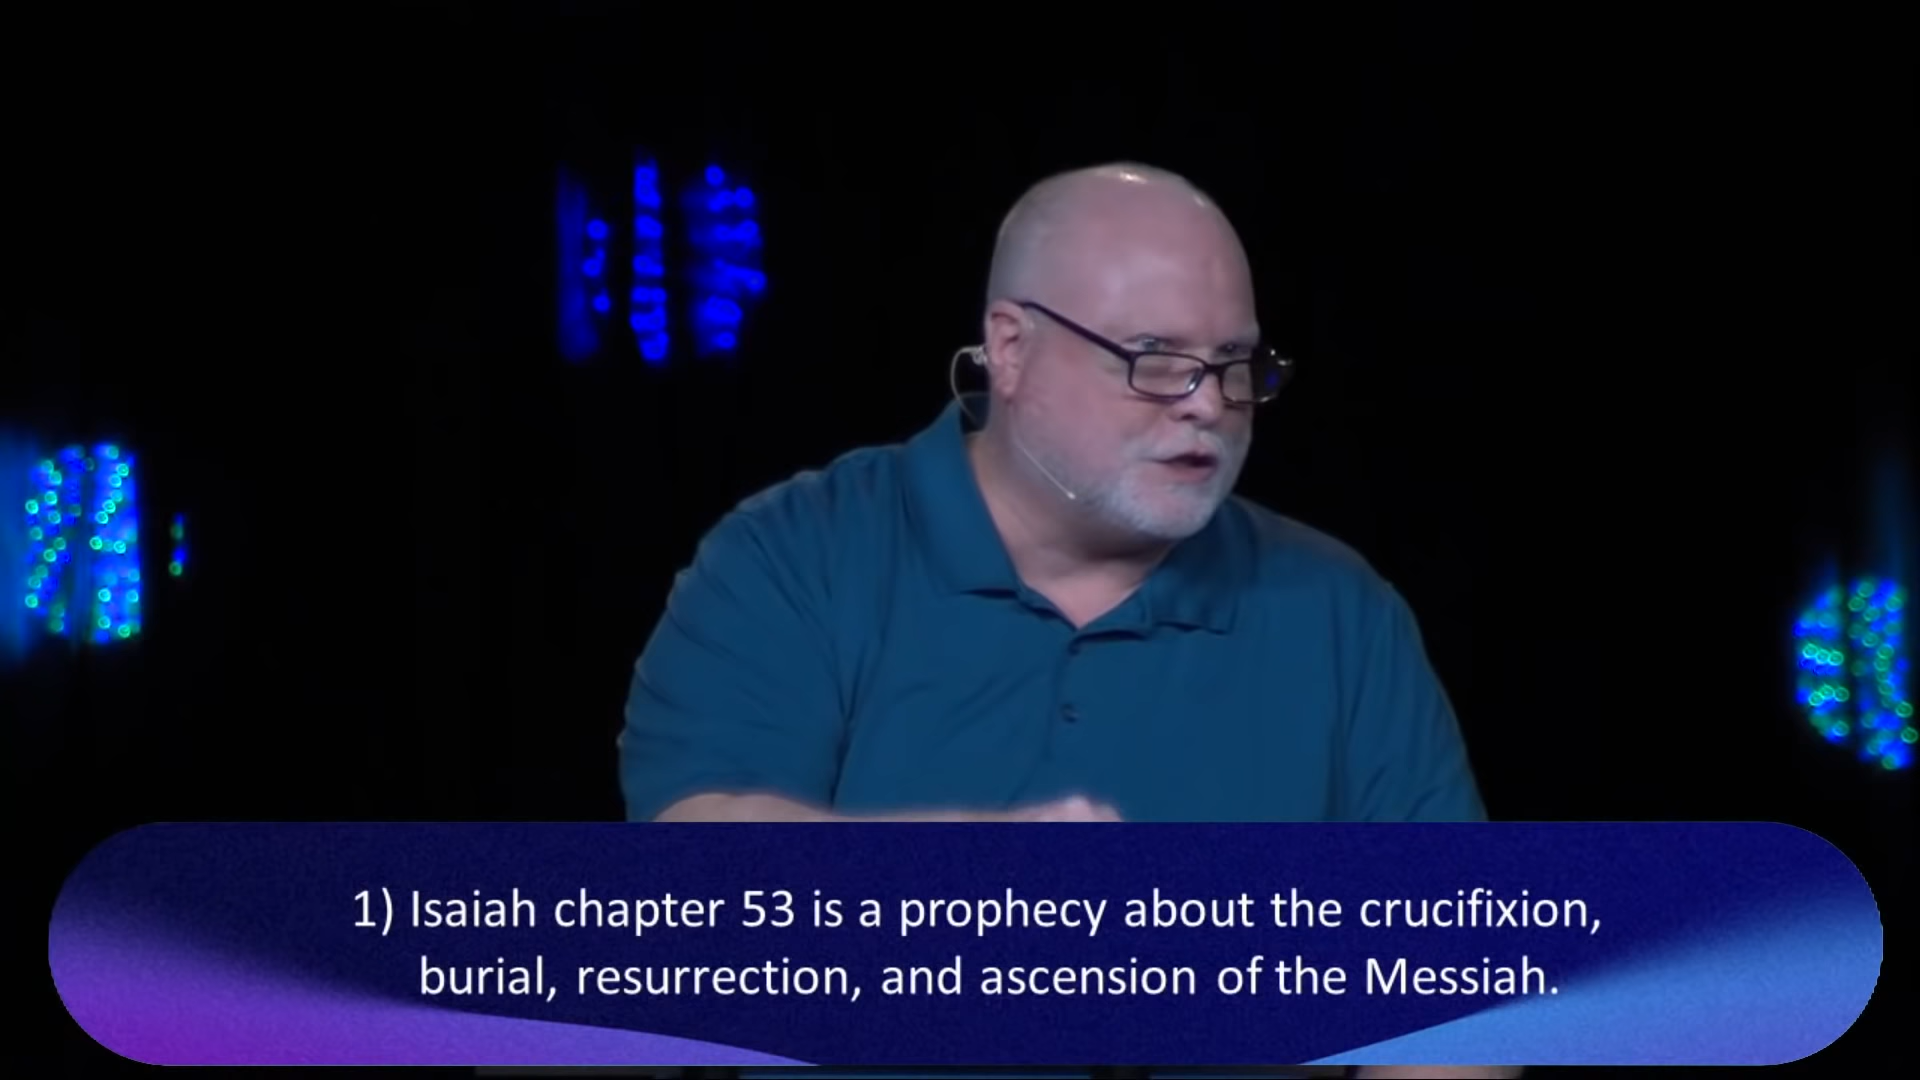 1) Isaiah chapter 53 is a prophecy about the crucifixion,
burial, resurrection, and ascension of the Messiah.